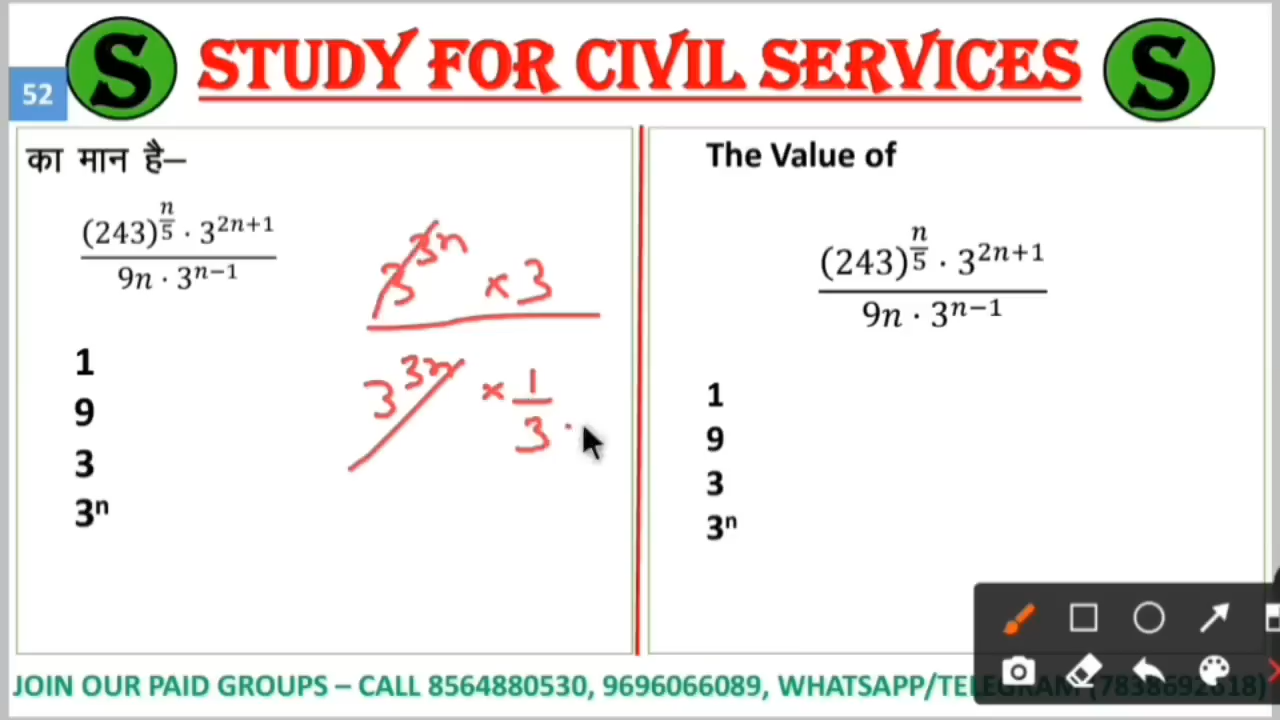 S STUDY FOR CIVIL SERVICES S
52
का मान है–
(243)^(n/5) · 3^(2n+1)
9n · 3^(n−1)
1
9
3
3ⁿ
3^(3n) × 3
3^(3n) × 1/3
The Value of
(243)^(n/5) · 3^(2n+1)
9n · 3^(n−1)
1
9
3
3ⁿ
JOIN OUR PAID GROUPS – CALL 8564880530, 9696066089, WHATSAPP/TELEGRAM (7838692618)